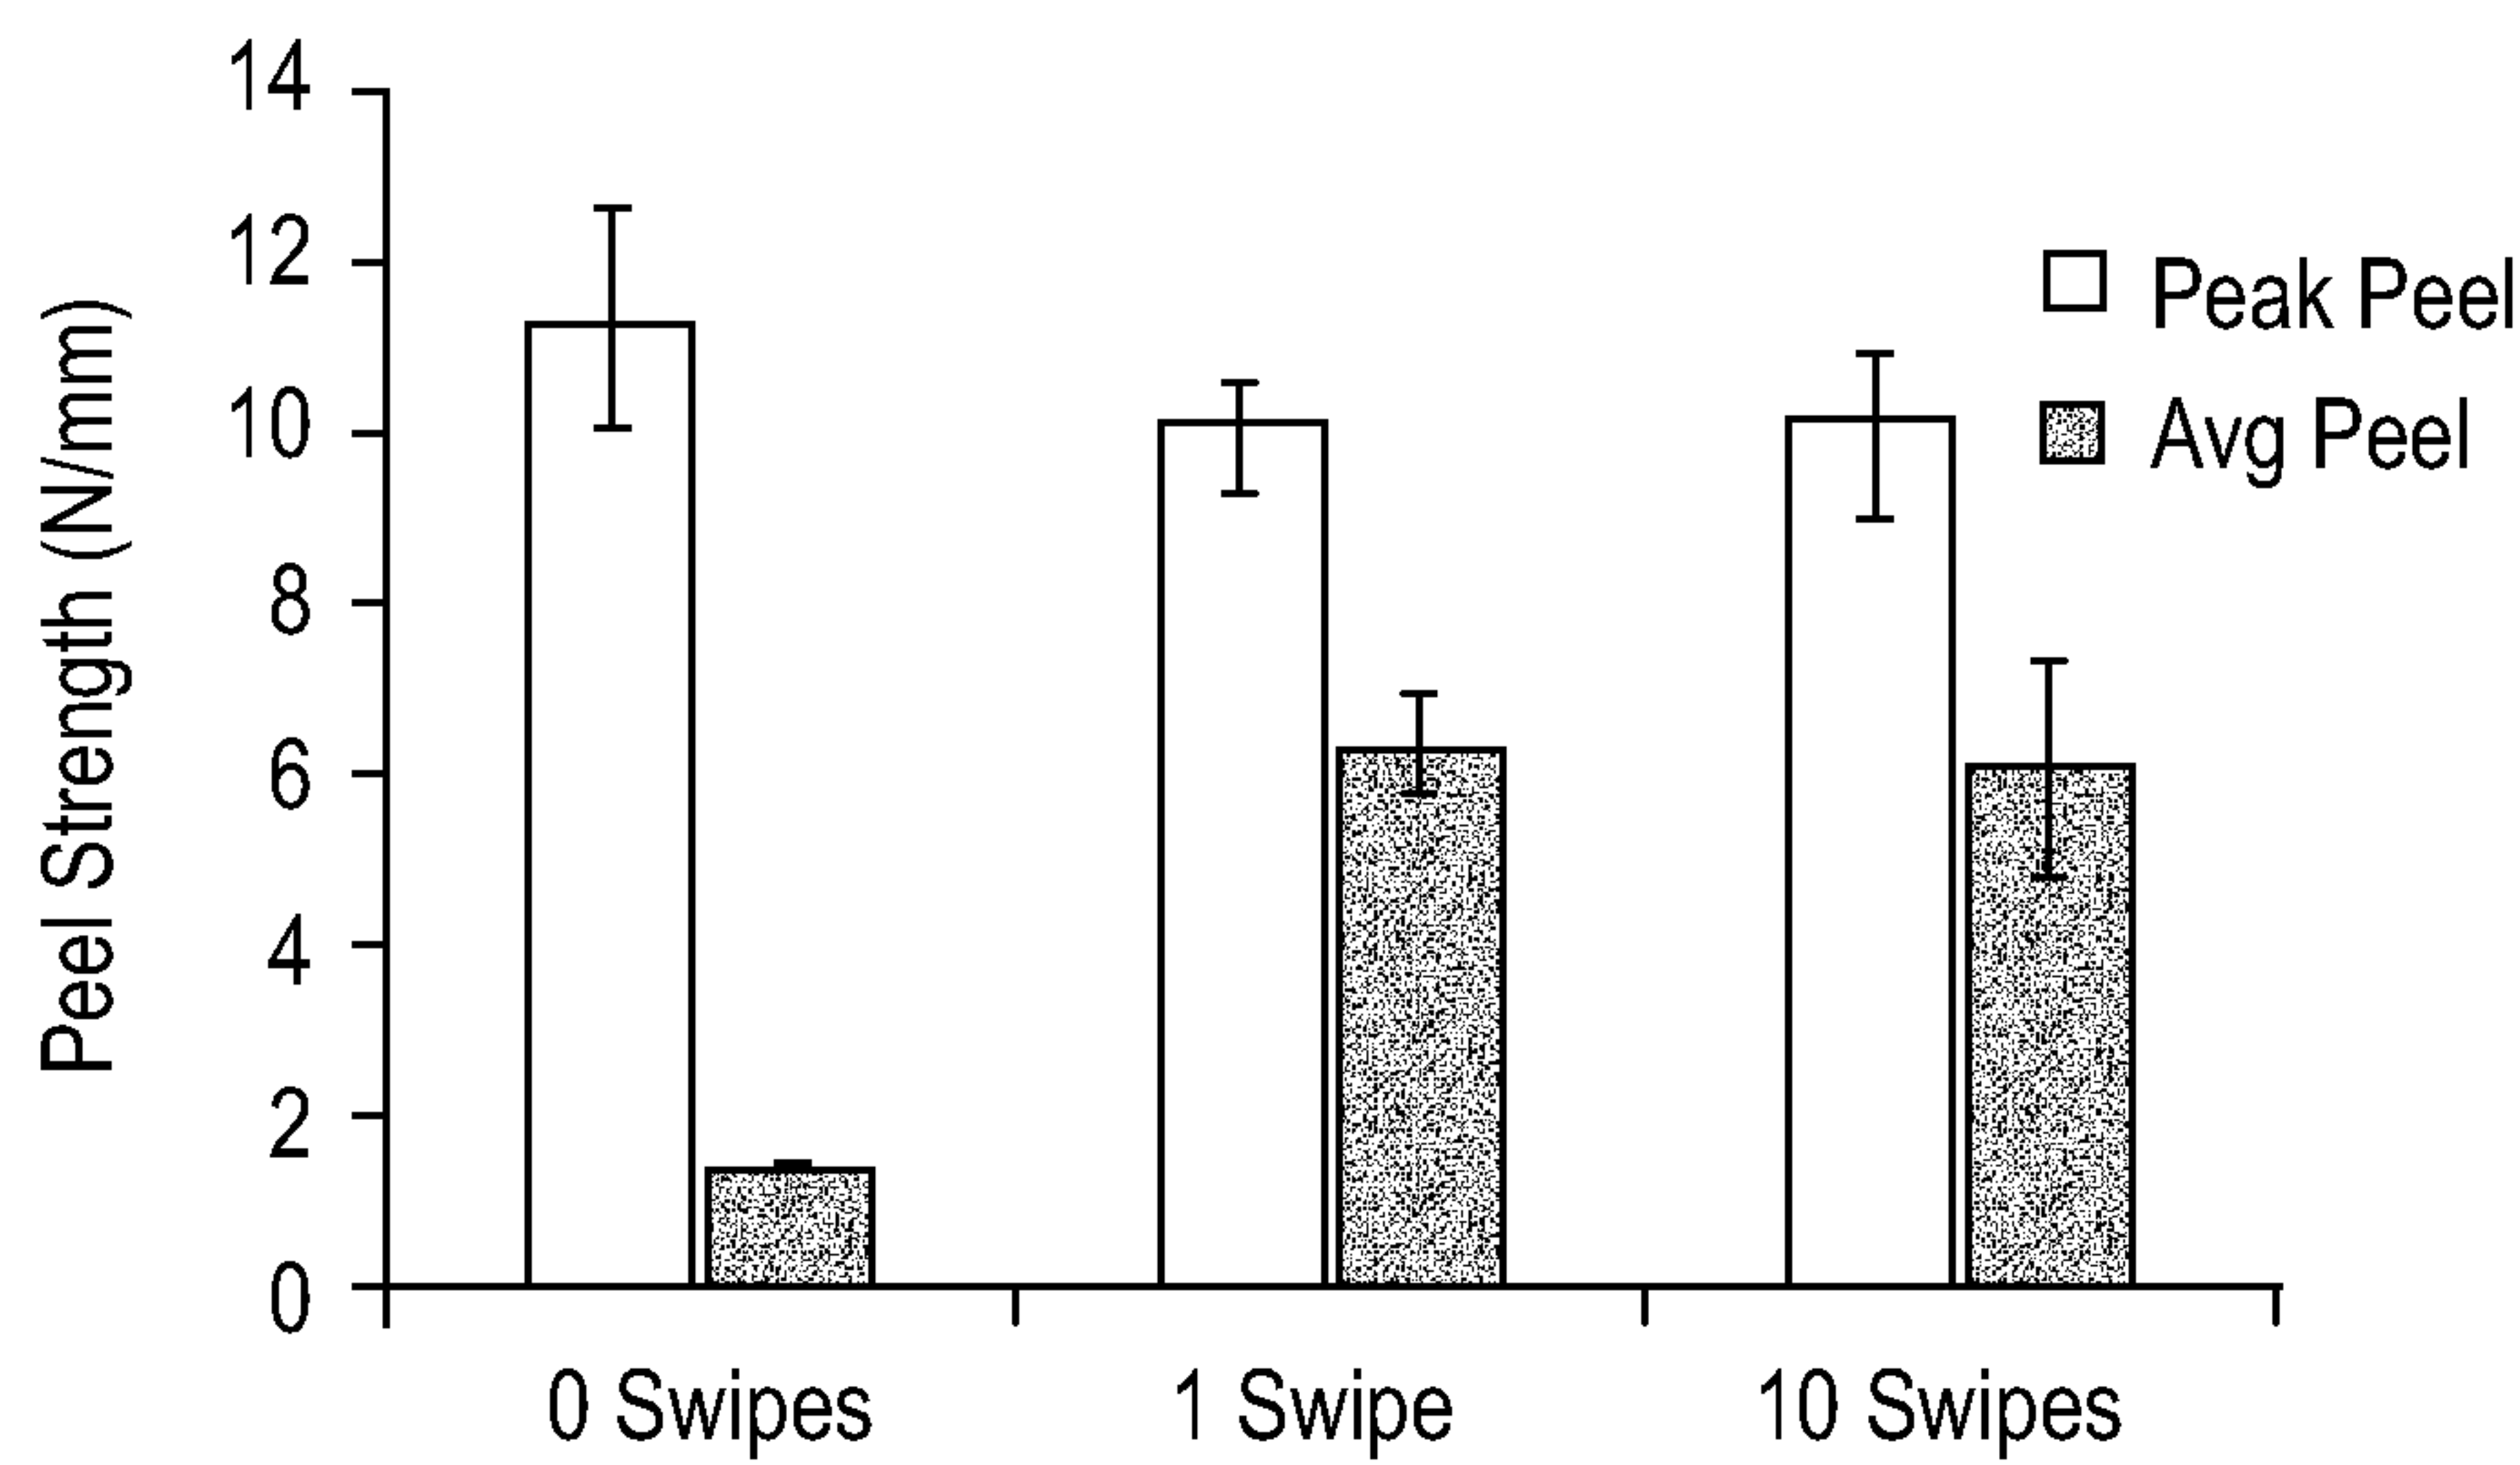 Peel Strength (N/mm)
14
12
10
8
6
4
2
0
0 Swipes
1 Swipe
10 Swipes
Peak Peel
Avg Peel